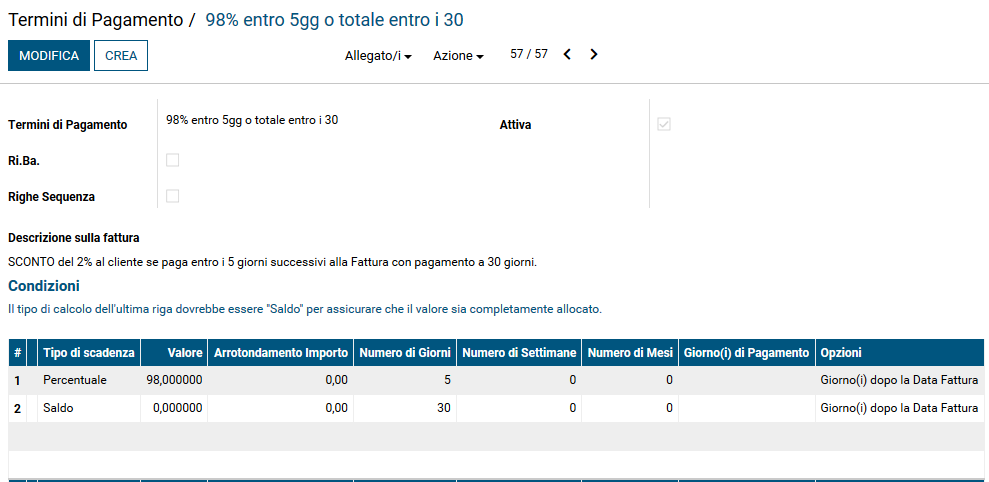 Termini di Pagamento / 98% entro 5gg o totale entro i 30
MODIFICA CREA Allegato/i Azione 57 / 57
Termini di Pagamento 98% entro 5gg o totale entro i 30 Attiva
Ri.Ba.
Righe Sequenza
Descrizione sulla fattura
SCONTO del 2% al cliente se paga entro i 5 giorni successivi alla Fattura con pagamento a 30 giorni.
Condizioni
Il tipo di calcolo dell'ultima riga dovrebbe essere "Saldo" per assicurare che il valore sia completamente allocato.
# Tipo di scadenza Valore Arrotondamento Importo Numero di Giorni Numero di Settimane Numero di Mesi Giorno(i) di Pagamento Opzioni
1 Percentuale 98,000000 0,00 5 0 0 Giorno(i) dopo la Data Fattura
2 Saldo 0,000000 0,00 30 0 0 Giorno(i) dopo la Data Fattura